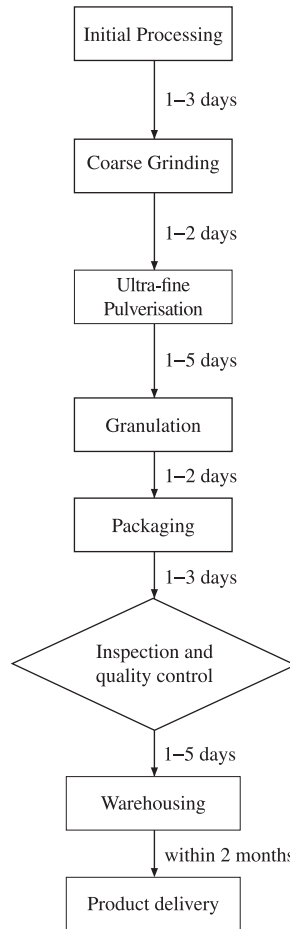 Initial Processing
1–3 days
Coarse Grinding
1–2 days
Ultra-fine
Pulverisation
1–5 days
Granulation
1–2 days
Packaging
1–3 days
Inspection and
quality control
1–5 days
Warehousing
within 2 months
Product delivery